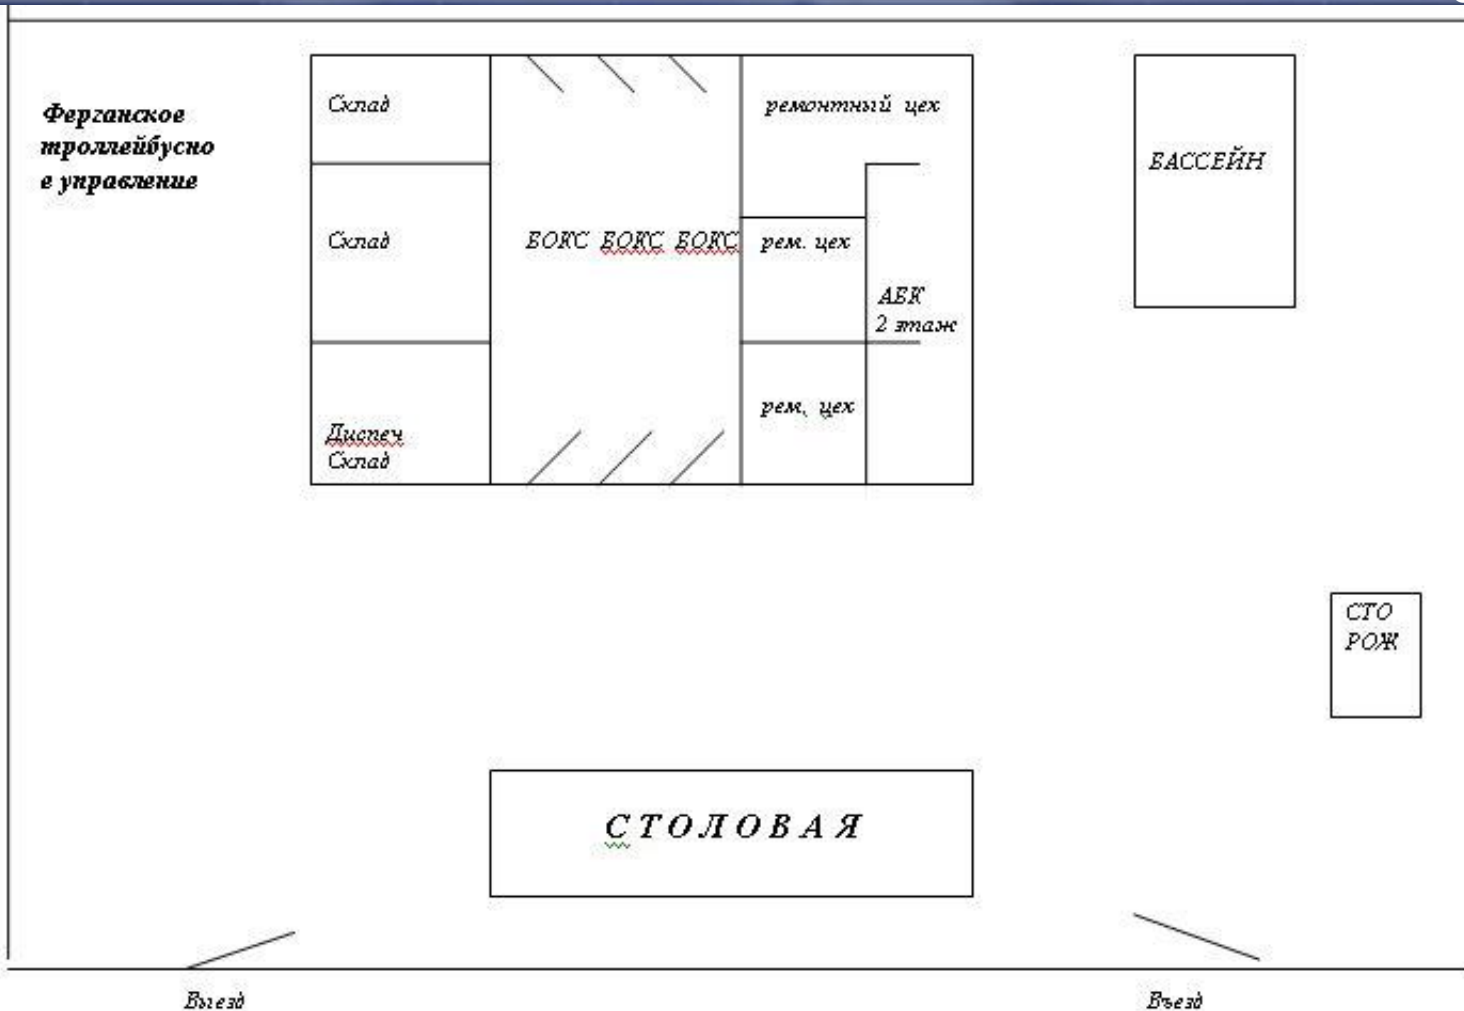 Ферганское
троллейбусно
е управление
Склад
ремонтный цех
БАССЕЙН
Склад
БОКС БОКС БОКС
рем. цех
АБК
2 этаж
рем. цех
Диспеч
Склад
СТО
РОЖ
С Т О Л О В А Я
Выезд
Въезд